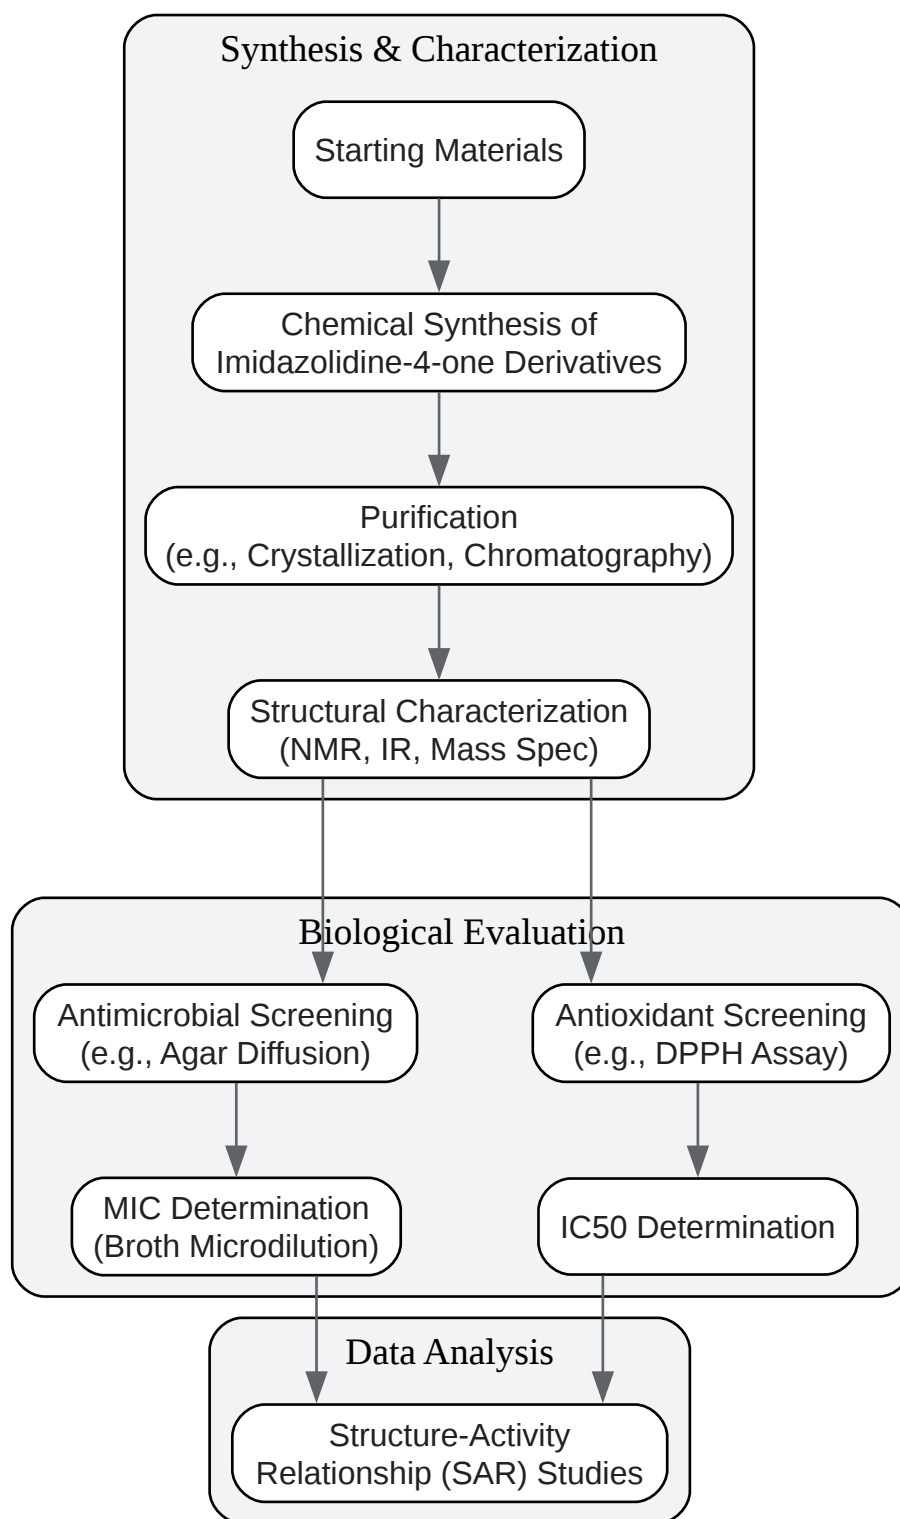 Synthesis & Characterization
Starting Materials
Chemical Synthesis of
Imidazolidine-4-one Derivatives
Purification
(e.g., Crystallization, Chromatography)
Structural Characterization
(NMR, IR, Mass Spec)
Biological Evaluation
Antimicrobial Screening
(e.g., Agar Diffusion)
Antioxidant Screening
(e.g., DPPH Assay)
MIC Determination
(Broth Microdilution)
IC50 Determination
Data Analysis
Structure-Activity
Relationship (SAR) Studies